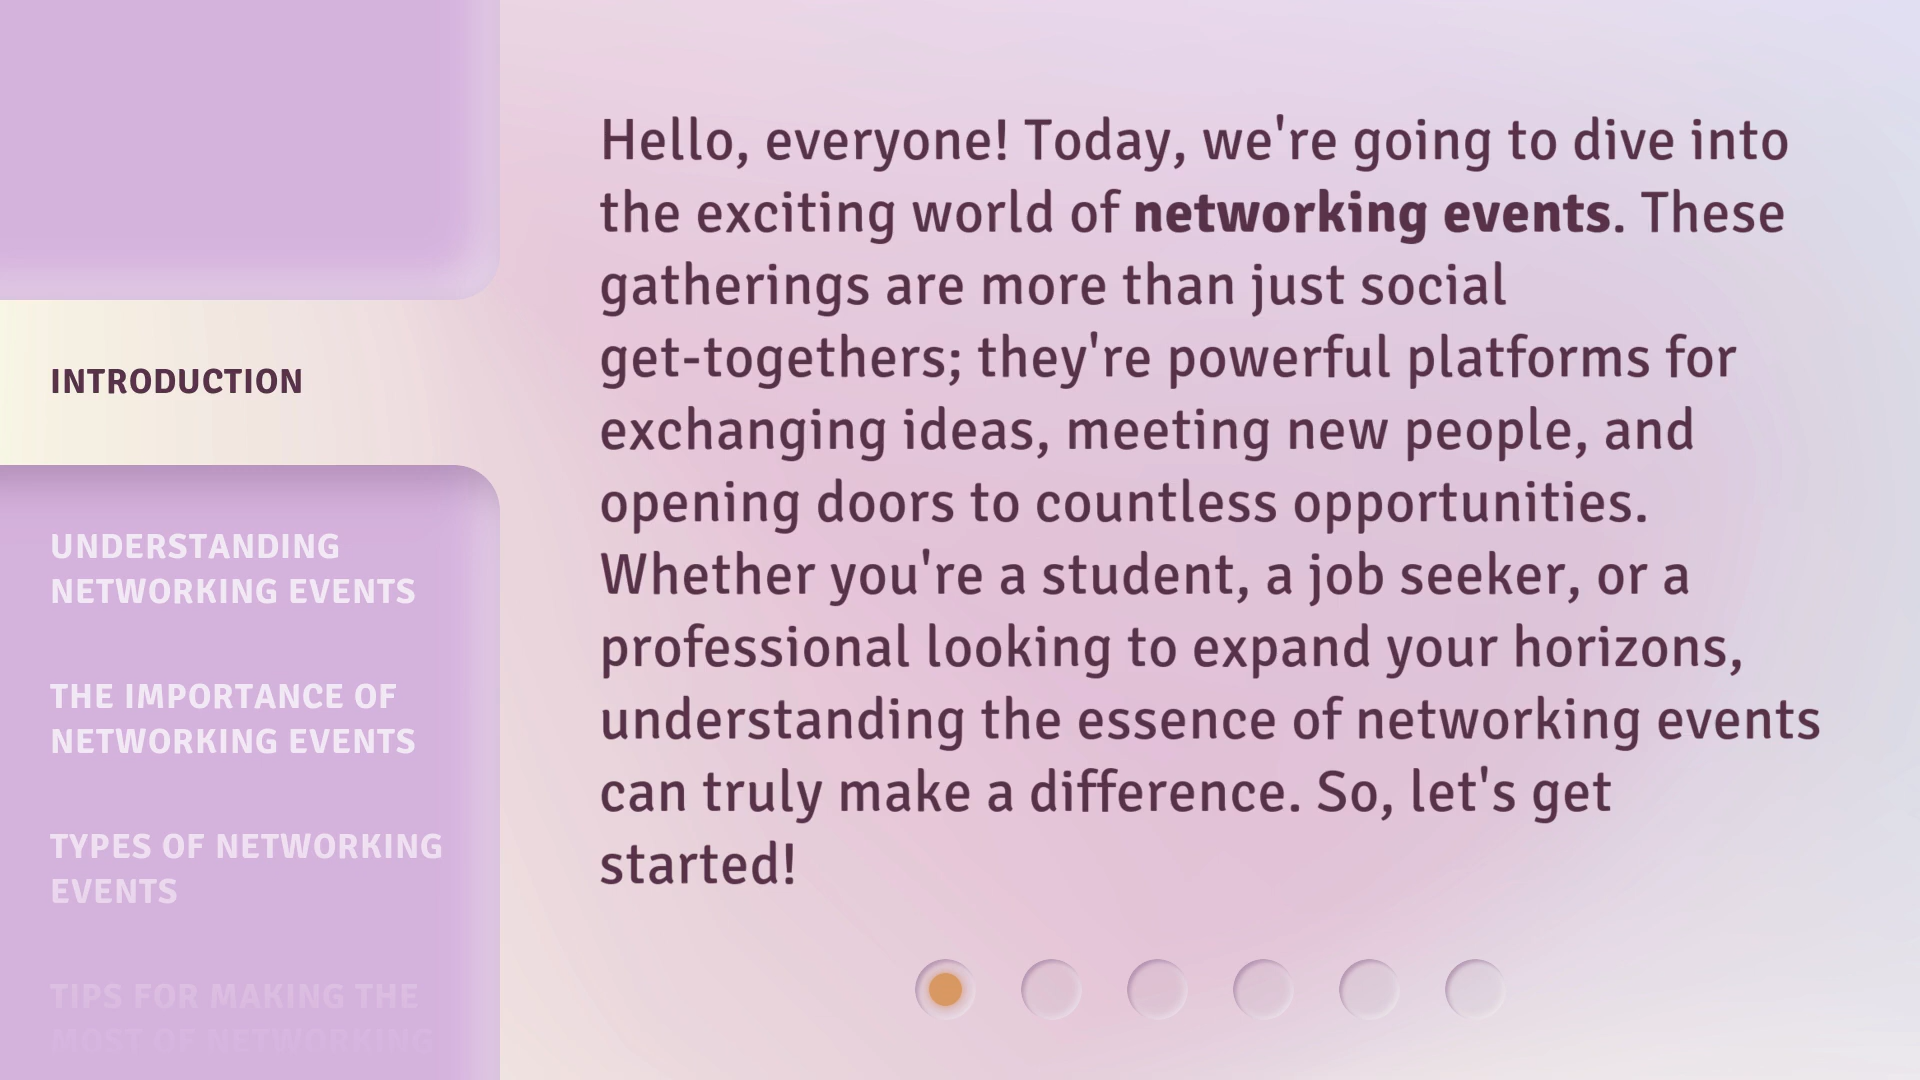 INTRODUCTION
UNDERSTANDING
NETWORKING EVENTS
THE IMPORTANCE OF
NETWORKING EVENTS
TYPES OF NETWORKING
EVENTS
TIPS FOR MAKING THE
MOST OF NETWORKING
Hello, everyone! Today, we're going to dive into
the exciting world of networking events. These
gatherings are more than just social
get-togethers; they're powerful platforms for
exchanging ideas, meeting new people, and
opening doors to countless opportunities.
Whether you're a student, a job seeker, or a
professional looking to expand your horizons,
understanding the essence of networking events
can truly make a difference. So, let's get
started!